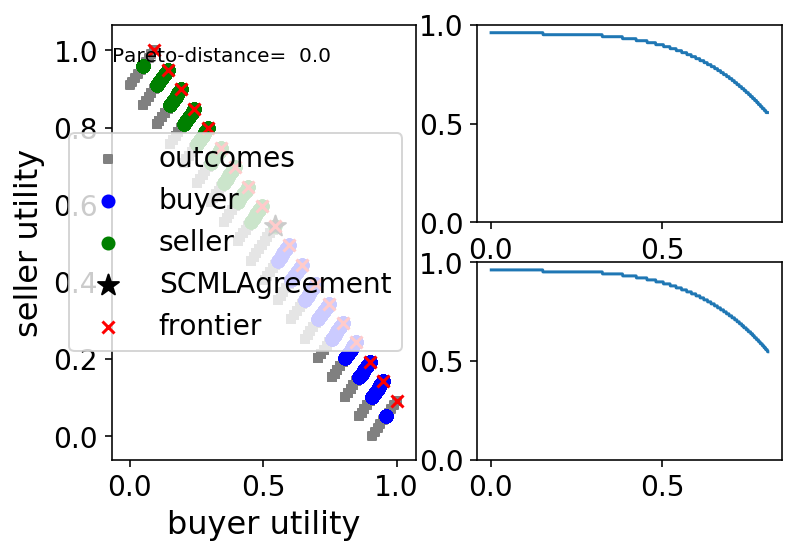 Pareto-distance=  0.0
1.0
0.8
0.6
0.4
0.2
0.0
seller utility
outcomes
buyer
seller
SCMLAgreement
frontier
0.0 0.5 1.0
buyer utility
1.0
0.5
0.0
0.0 0.5
1.0
0.5
0.0
0.0 0.5